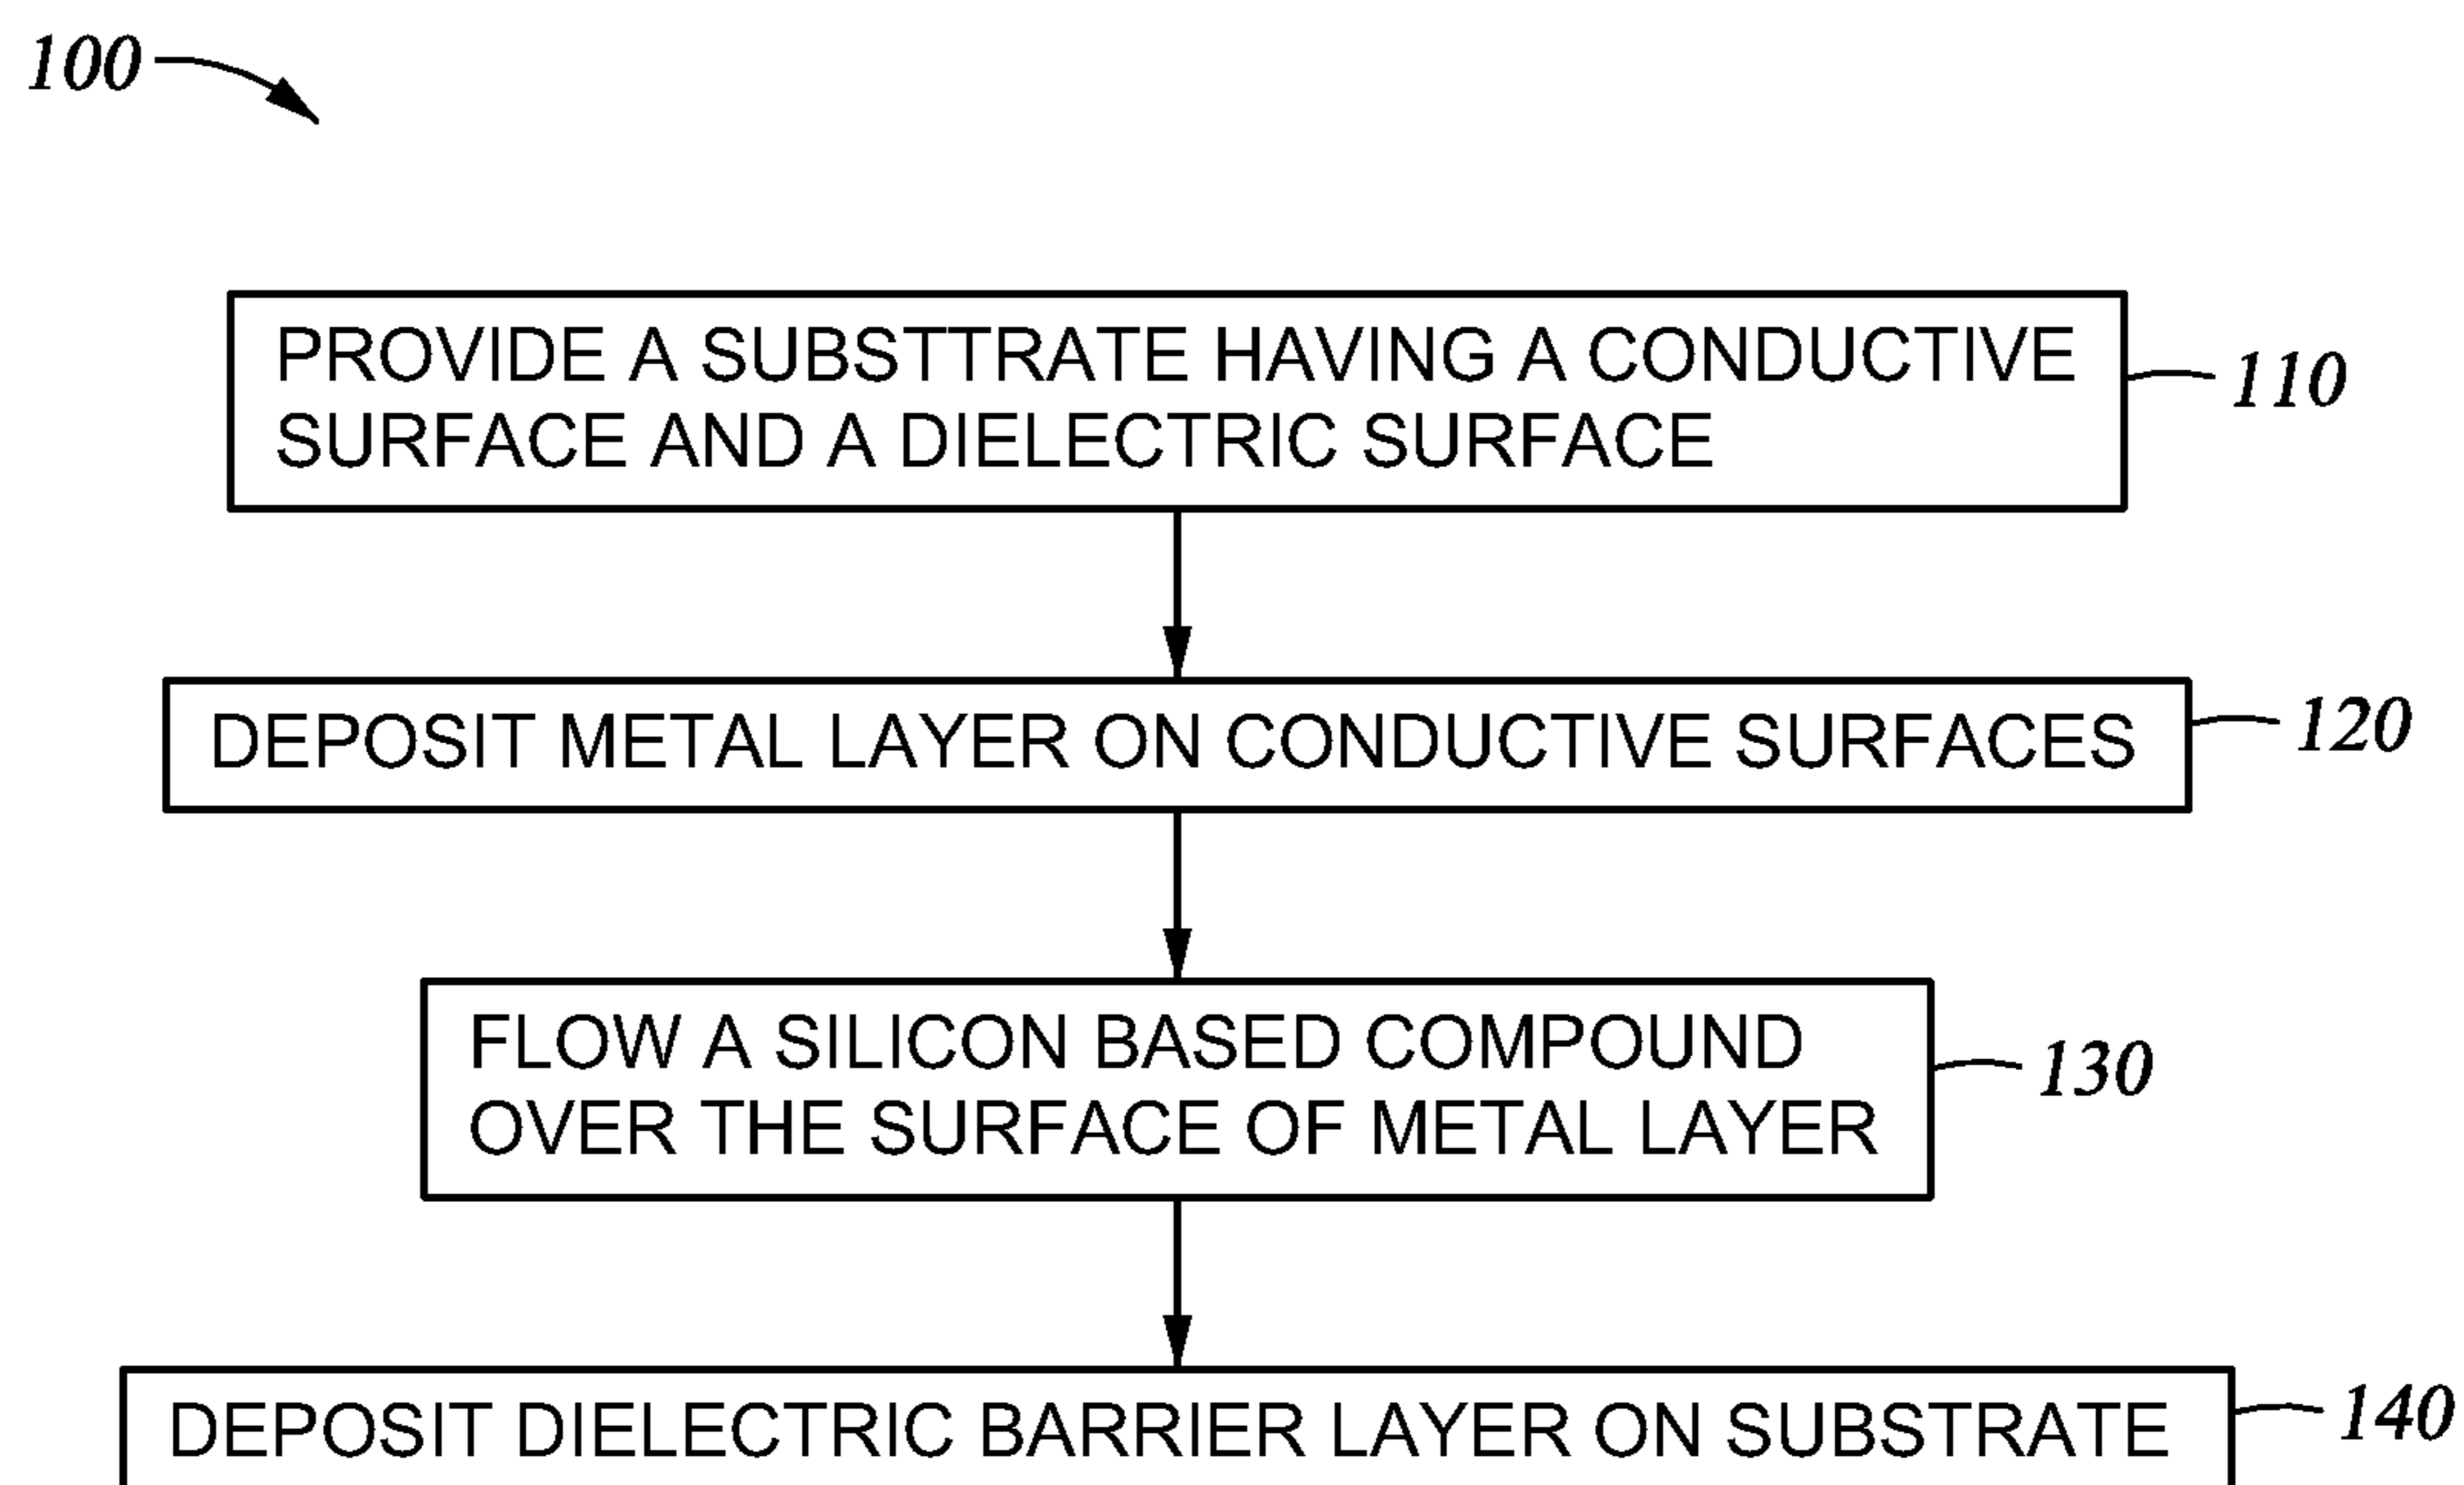 100
PROVIDE A SUBSTTRATE HAVING A CONDUCTIVE
SURFACE AND A DIELECTRIC SURFACE
110
DEPOSIT METAL LAYER ON CONDUCTIVE SURFACES
120
FLOW A SILICON BASED COMPOUND
OVER THE SURFACE OF METAL LAYER
130
DEPOSIT DIELECTRIC BARRIER LAYER ON SUBSTRATE
140